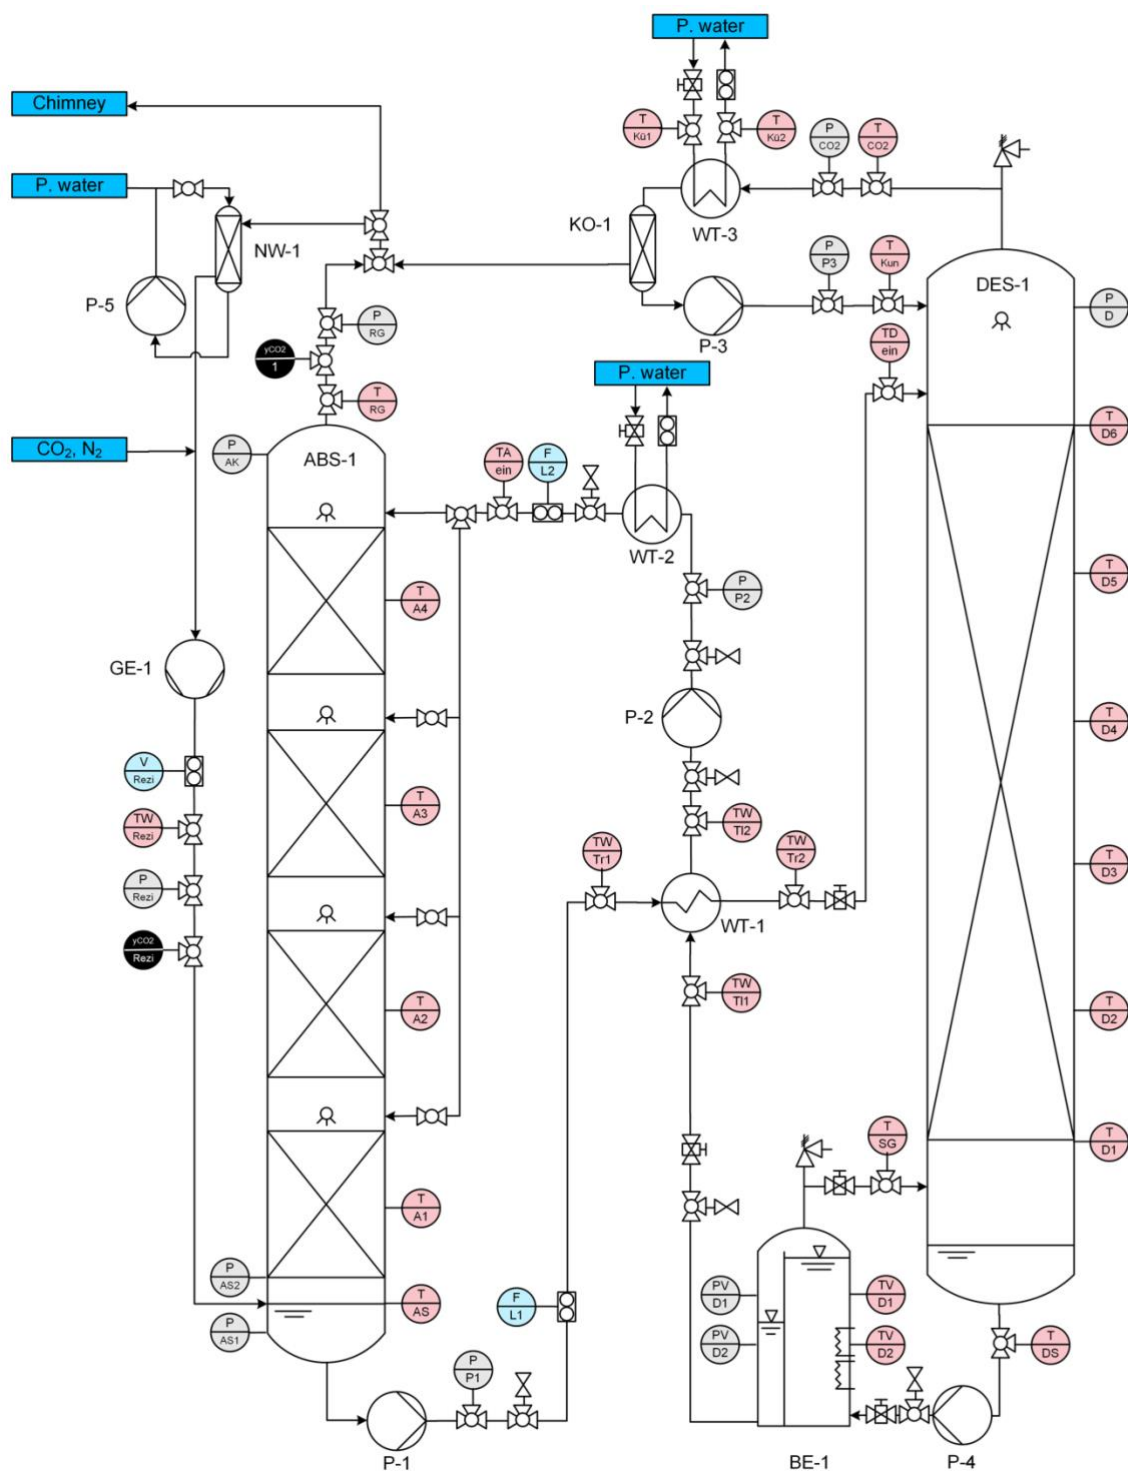 P. water
Chimney
T
Kü1
T
Kü2
P
CO2
T
CO2
P. water
WT-3
KO-1
NW-1
P
P3
T
Kun
DES-1
P
D
P-5
P
RG
P-3
TD
ein
yCO2
1
P. water
T
RG
CO₂, N₂
P
AK
ABS-1
TA
ein
F
L2
T
D6
WT-2
T
D5
P
P2
T
A4
GE-1
P-2
T
D4
V
Rezi
T
A3
TW
Rezi
TW
Tl2
TW
Tr1
TW
Tr2
T
D3
P
Rezi
WT-1
yCO2
Rezi
TW
Tl1
T
A2
T
D2
T
SG
T
D1
T
A1
P
AS2
T
AS
F
L1
PV
D1
TV
D1
P
AS1
PV
D2
TV
D2
T
DS
P
P1
P-1
BE-1
P-4